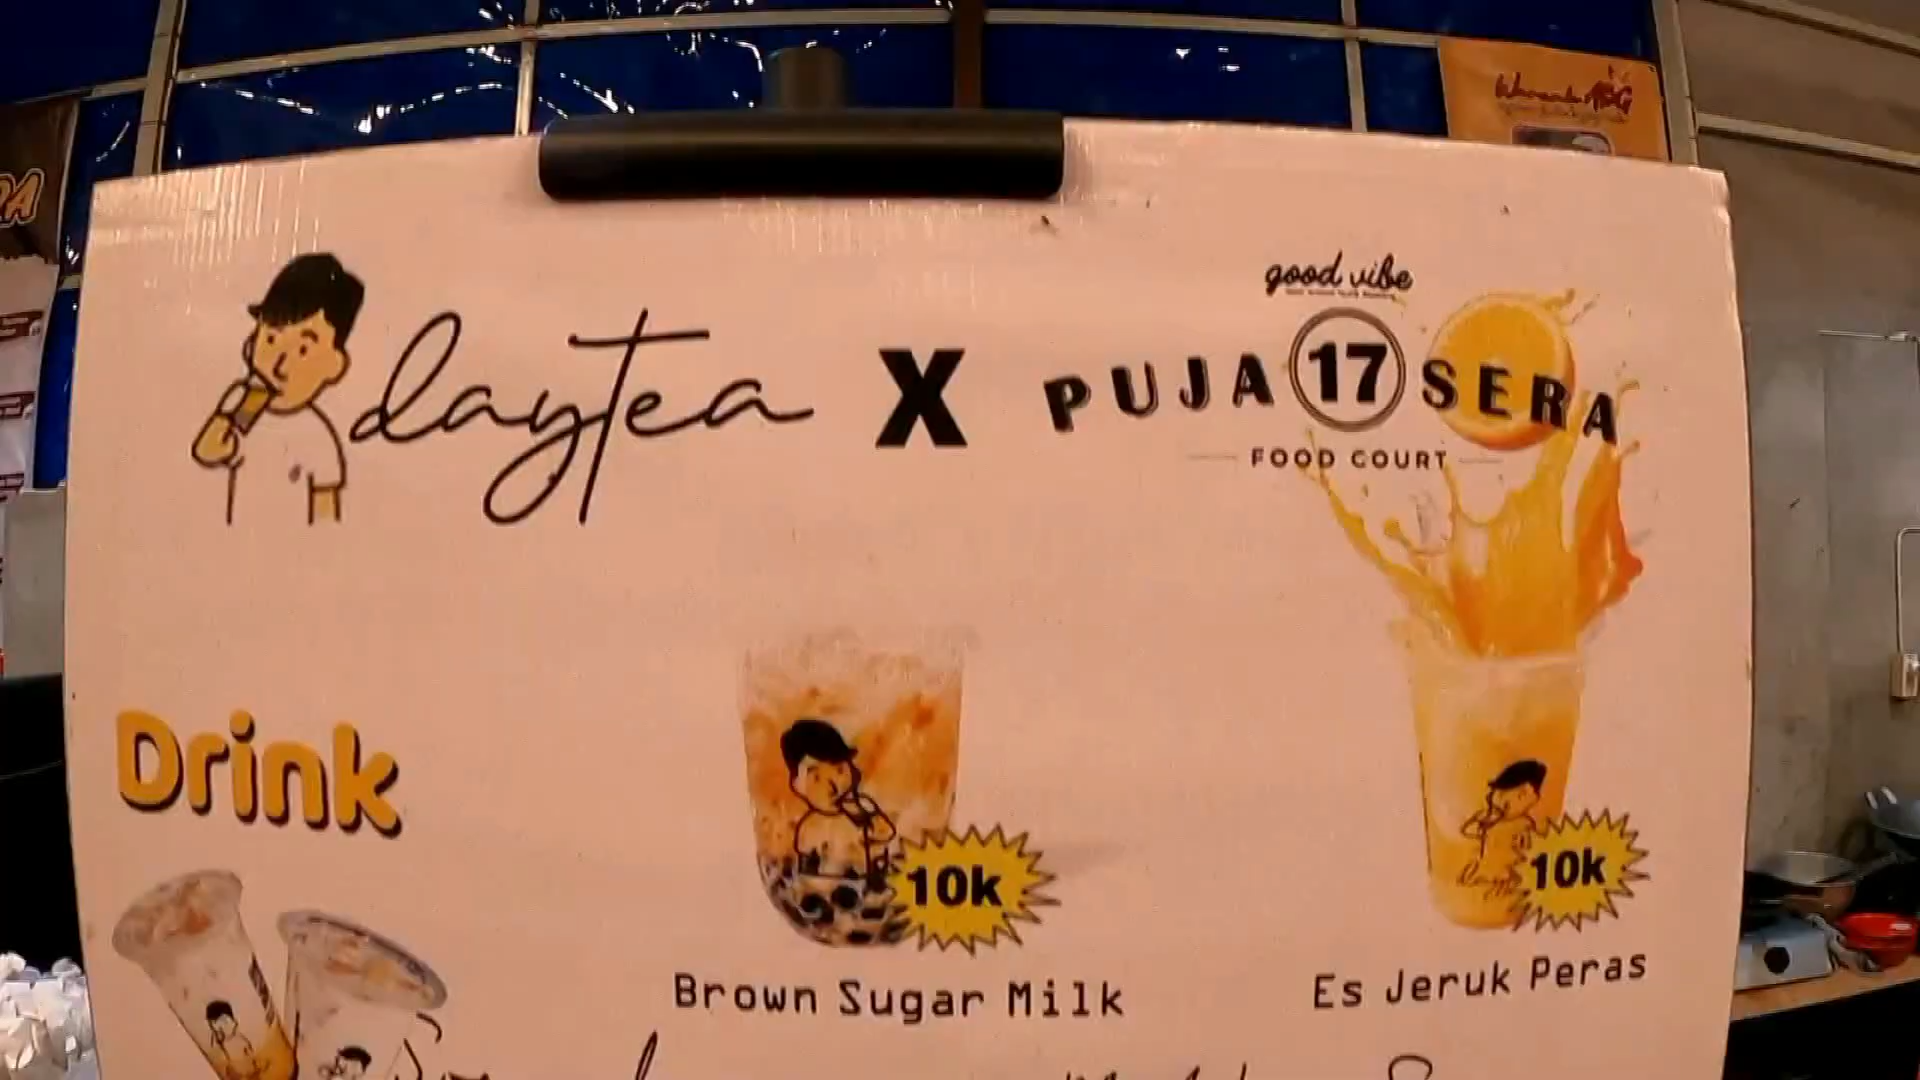 good vibe
daytea X PUJA 17 SERA
FOOD COURT
Drink
10k
10k
Brown Sugar Milk
Es Jeruk Peras